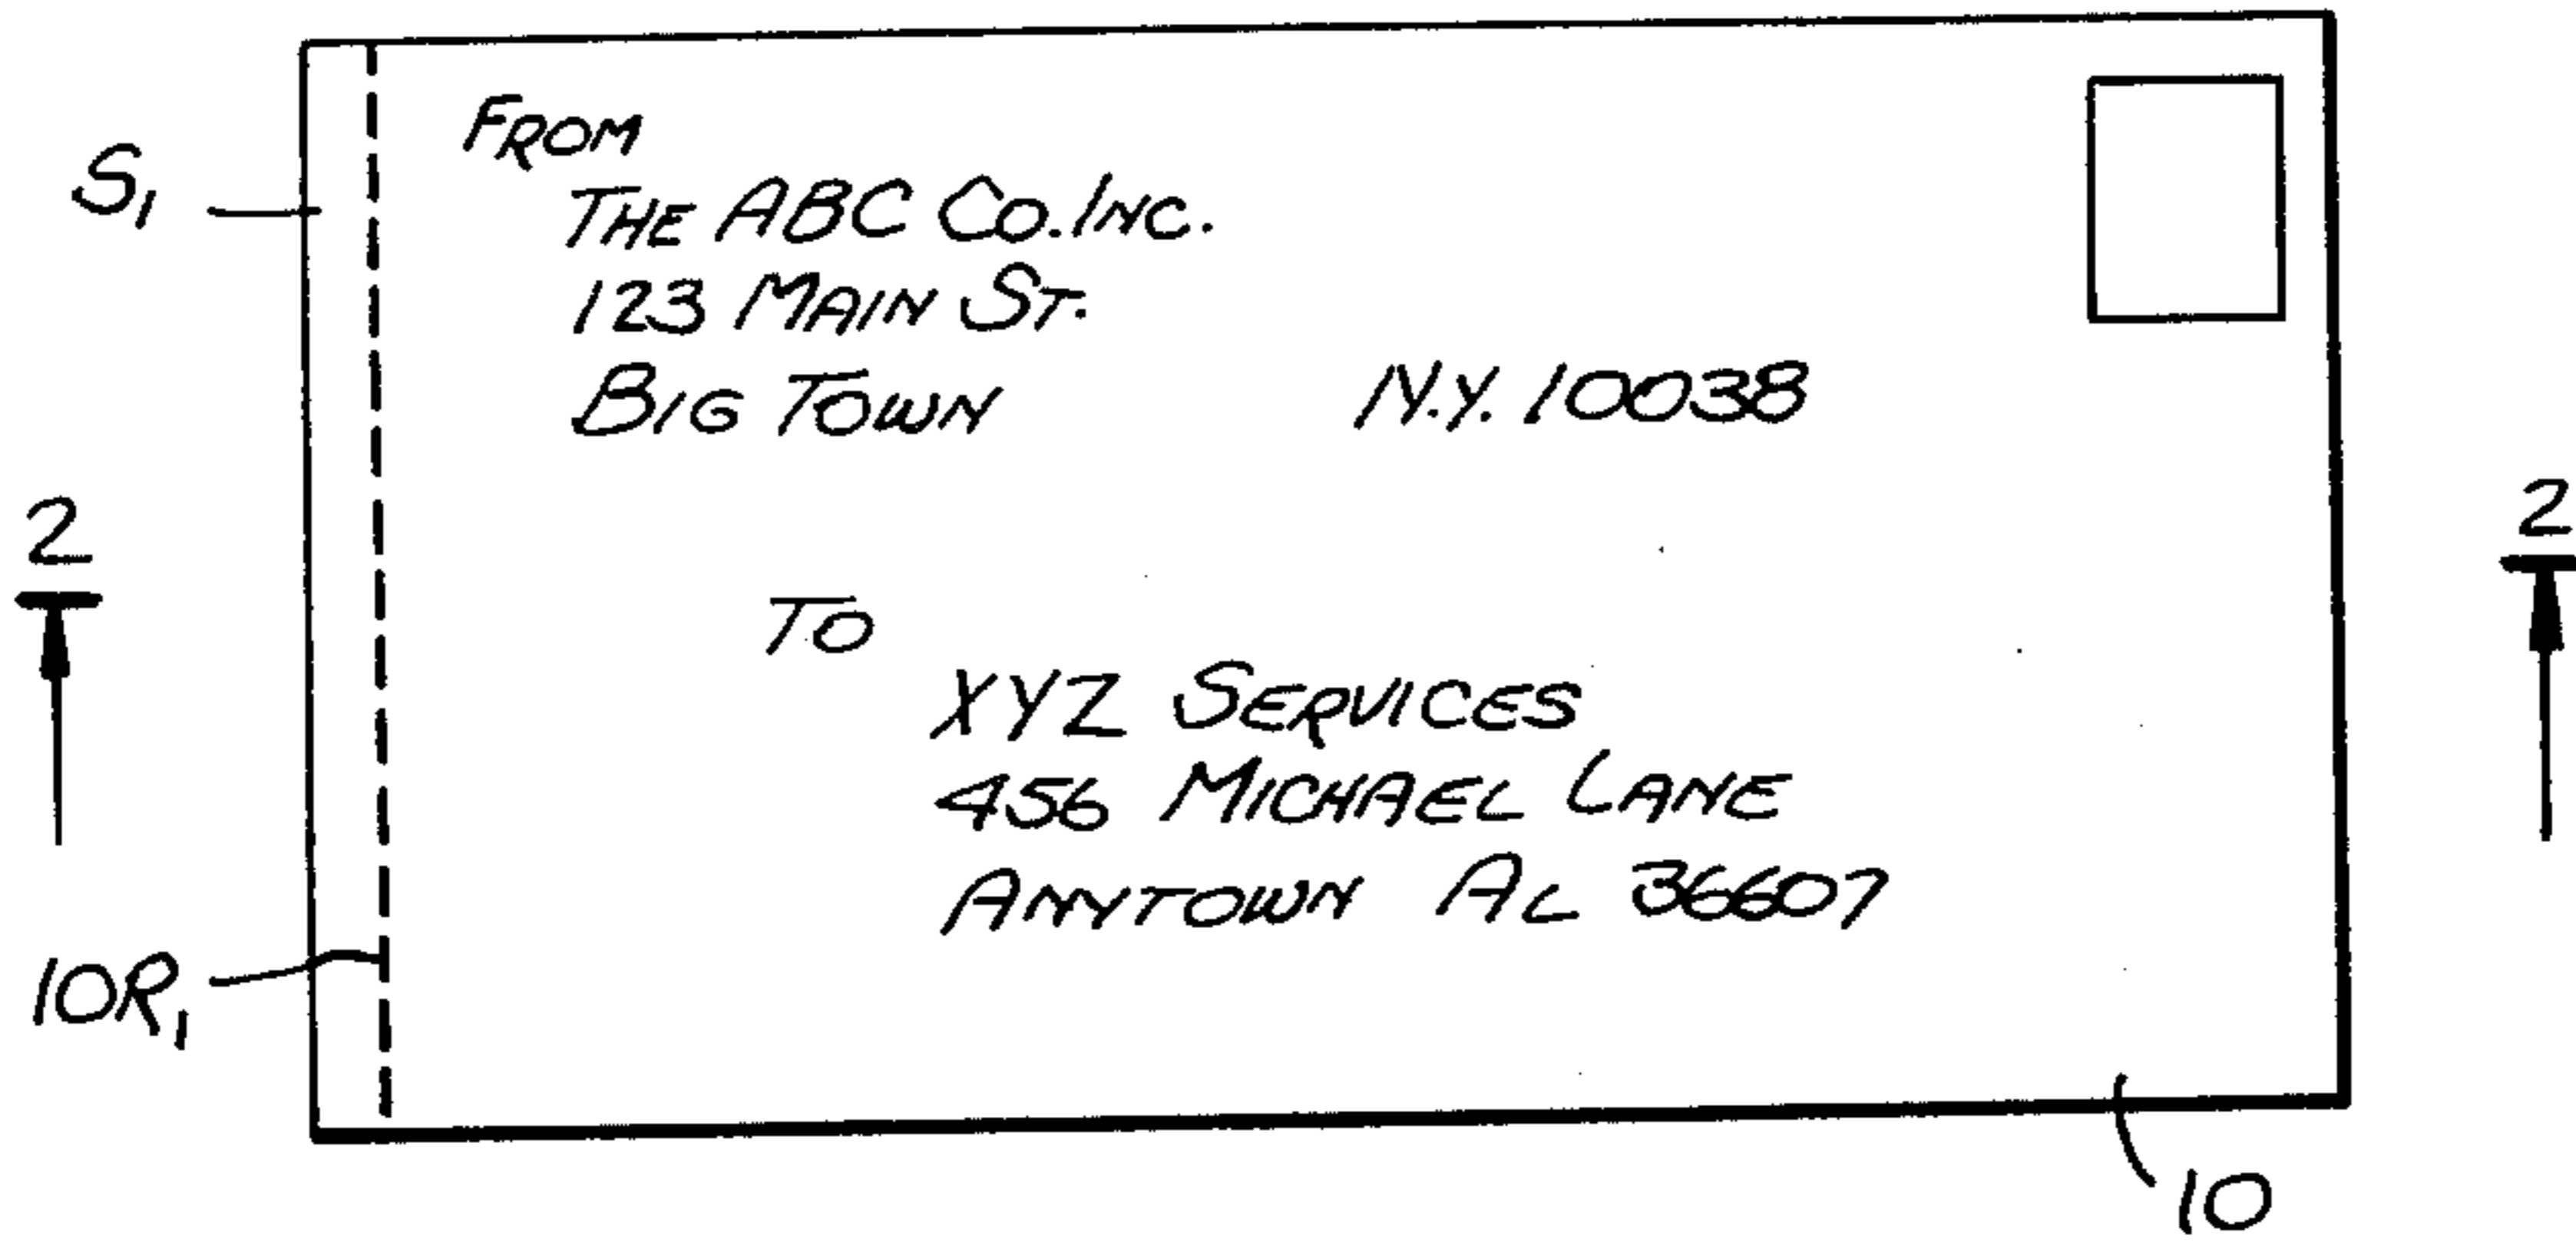 FROM
S₁
THE ABC CO. INC.
123 MAIN ST.
BIG TOWN N.Y. 10038
2 2
TO
XYZ SERVICES
456 MICHAEL LANE
ANYTOWN AL 36607
10R₁
10